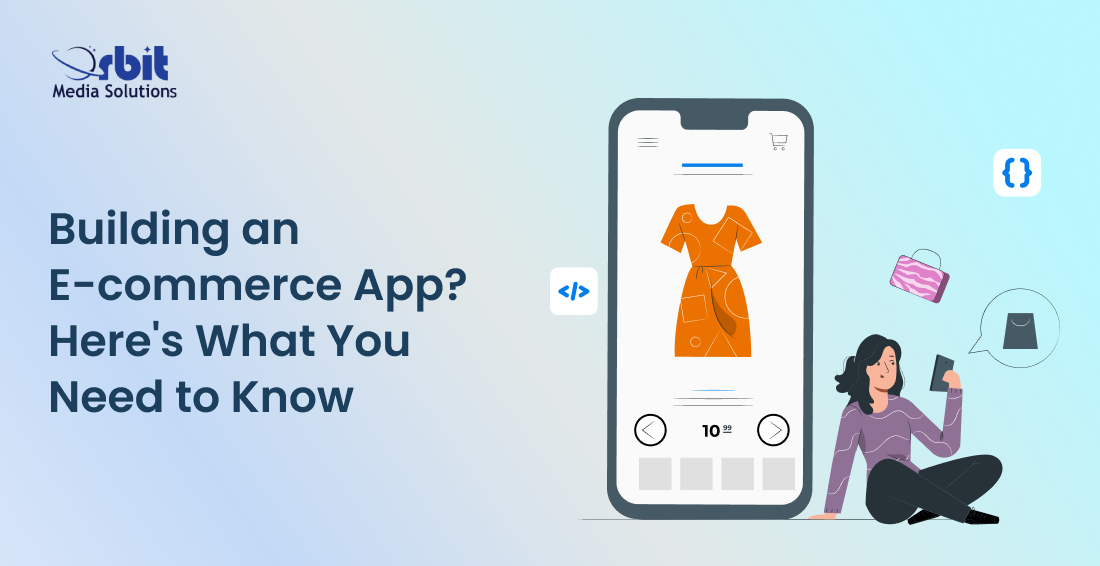 Orbit
Media Solutions
Building an
E-commerce App?
Here's What You
Need to Know
</>
{}
10 99